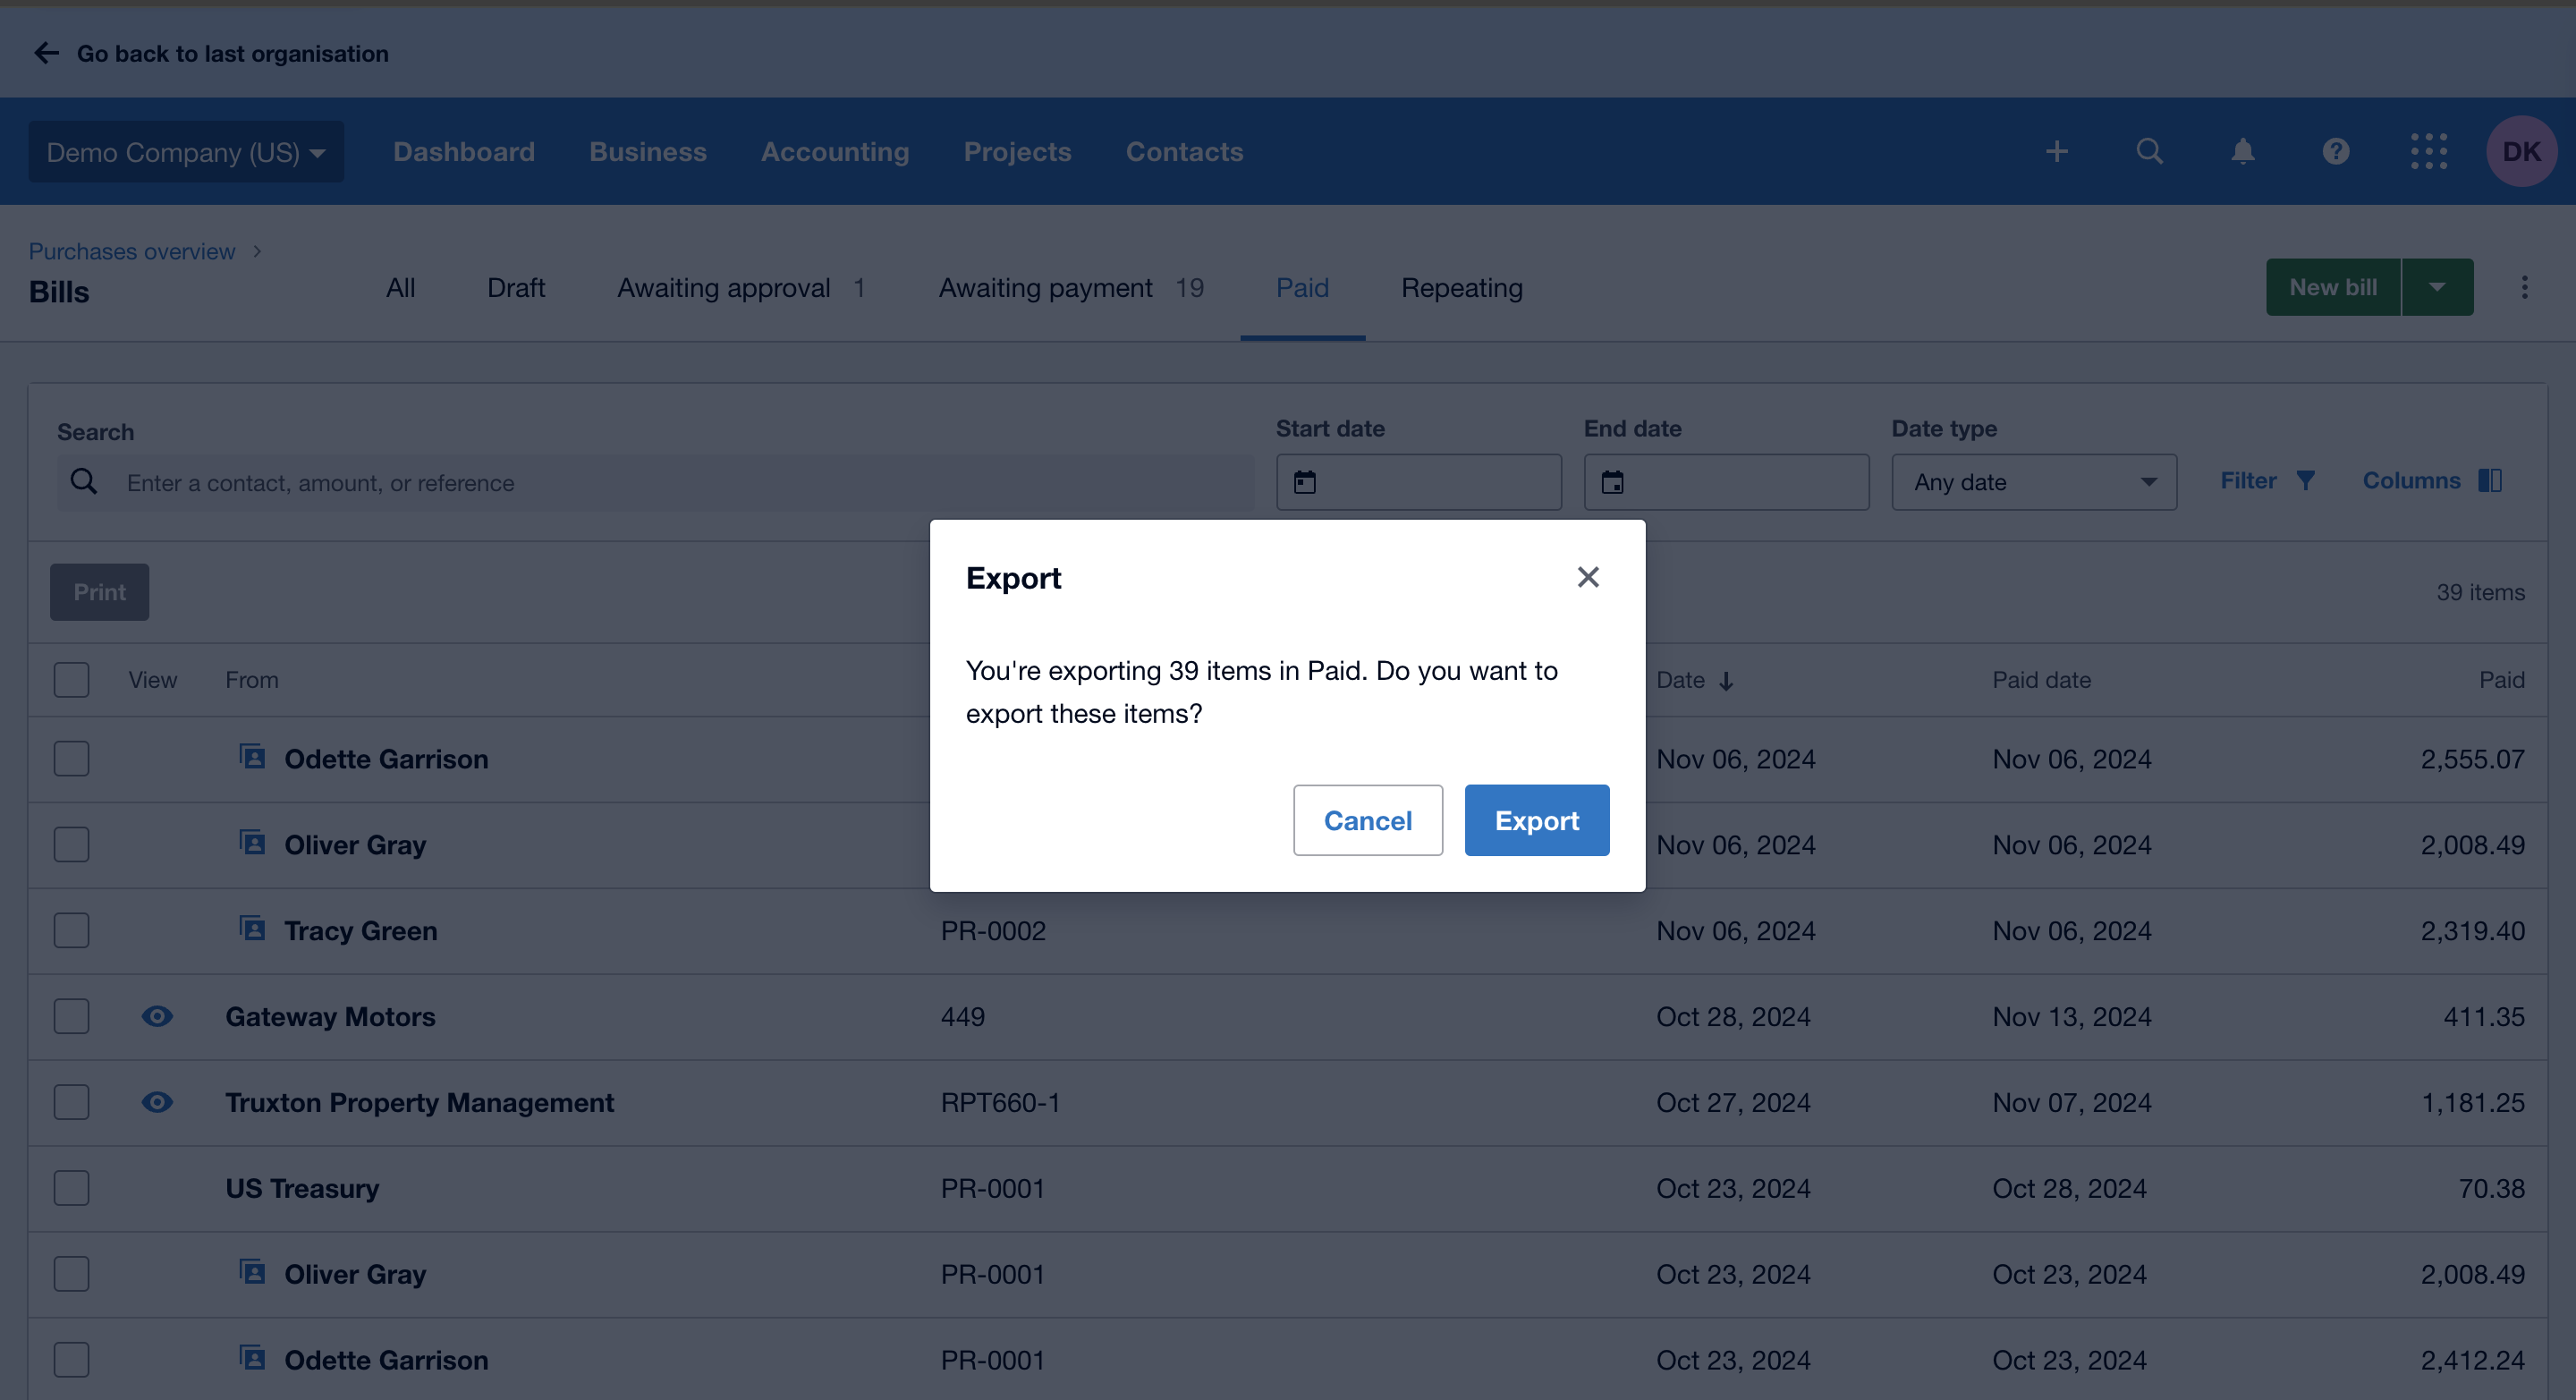 Go back to last organisation
Demo Company (US) Dashboard Business Accounting Projects Contacts DK
Purchases overview
Bills All Draft Awaiting approval 1 Awaiting payment 19 Paid Repeating New bill
Search Start date End date Date type
Enter a contact, amount, or reference Any date Filter Columns
Export
Print 39 items
You're exporting 39 items in Paid. Do you want to
export these items?
Cancel Export
View From Date Paid date Paid
Odette Garrison Nov 06, 2024 Nov 06, 2024 2,555.07
Oliver Gray Nov 06, 2024 Nov 06, 2024 2,008.49
Tracy Green PR-0002 Nov 06, 2024 Nov 06, 2024 2,319.40
Gateway Motors 449 Oct 28, 2024 Nov 13, 2024 411.35
Truxton Property Management RPT660-1 Oct 27, 2024 Nov 07, 2024 1,181.25
US Treasury PR-0001 Oct 23, 2024 Oct 28, 2024 70.38
Oliver Gray PR-0001 Oct 23, 2024 Oct 23, 2024 2,008.49
Odette Garrison PR-0001 Oct 23, 2024 Oct 23, 2024 2,412.24